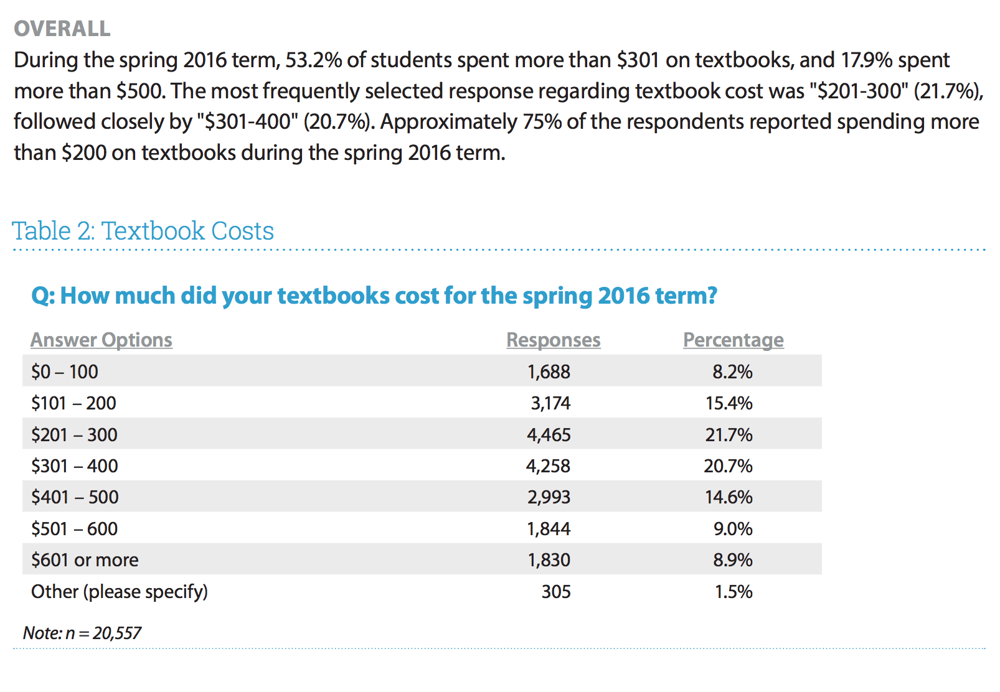 OVERALL
During the spring 2016 term, 53.2% of students spent more than $301 on textbooks, and 17.9% spent
more than $500. The most frequently selected response regarding textbook cost was "$201-300" (21.7%),
followed closely by "$301-400" (20.7%). Approximately 75% of the respondents reported spending more
than $200 on textbooks during the spring 2016 term.
Table 2: Textbook Costs
Q: How much did your textbooks cost for the spring 2016 term?
Answer Options Responses Percentage
$0 – 100 1,688 8.2%
$101 – 200 3,174 15.4%
$201 – 300 4,465 21.7%
$301 – 400 4,258 20.7%
$401 – 500 2,993 14.6%
$501 – 600 1,844 9.0%
$601 or more 1,830 8.9%
Other (please specify) 305 1.5%
Note: n = 20,557